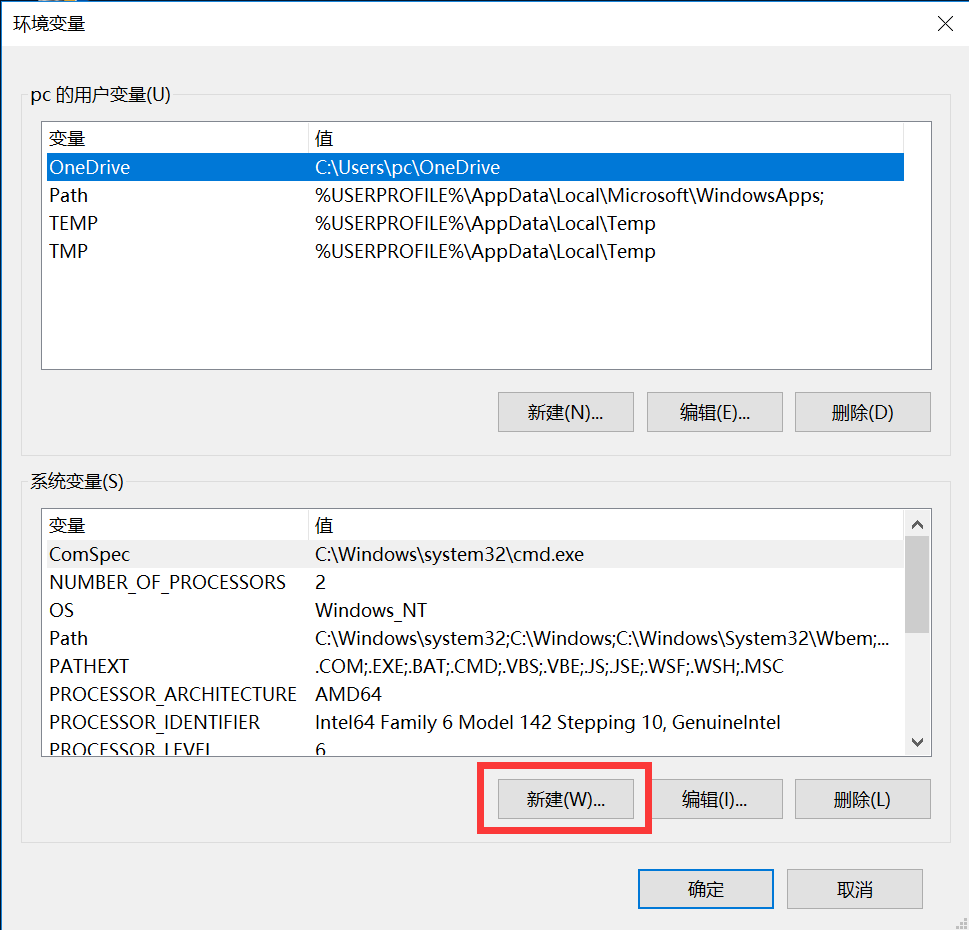 环境变量
pc 的用户变量(U)
变量 值
OneDrive C:\Users\pc\OneDrive
Path %USERPROFILE%\AppData\Local\Microsoft\WindowsApps;
TEMP %USERPROFILE%\AppData\Local\Temp
TMP %USERPROFILE%\AppData\Local\Temp
新建(N)... 编辑(E)... 删除(D)
系统变量(S)
变量 值
ComSpec C:\Windows\system32\cmd.exe
NUMBER_OF_PROCESSORS 2
OS Windows_NT
Path C:\Windows\system32;C:\Windows;C:\Windows\System32\Wbem;...
PATHEXT .COM;.EXE;.BAT;.CMD;.VBS;.VBE;.JS;.JSE;.WSF;.WSH;.MSC
PROCESSOR_ARCHITECTURE AMD64
PROCESSOR_IDENTIFIER Intel64 Family 6 Model 142 Stepping 10, GenuineIntel
PROCESSOR_LEVEL 6
新建(W)... 编辑(I)... 删除(L)
确定 取消